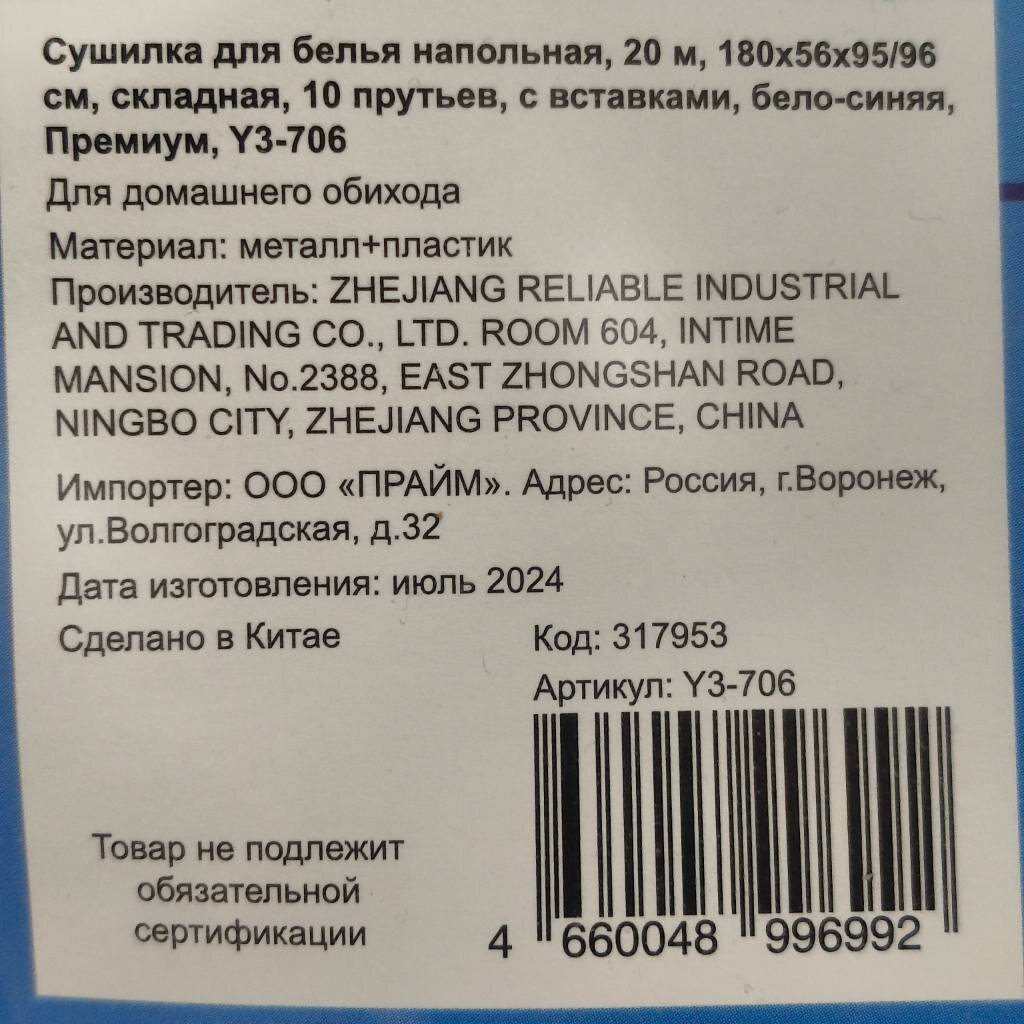 Сушилка для белья напольная, 20 м, 180х56х95/96
см, складная, 10 прутьев, с вставками, бело-синяя,
Премиум, Y3-706
Для домашнего обихода
Материал: металл+пластик
Производитель: ZHEJIANG RELIABLE INDUSTRIAL
AND TRADING CO., LTD. ROOM 604, INTIME
MANSION, No.2388, EAST ZHONGSHAN ROAD,
NINGBO CITY, ZHEJIANG PROVINCE, CHINA
Импортер: ООО «ПРАЙМ». Адрес: Россия, г.Воронеж,
ул.Волгоградская, д.32
Дата изготовления: июль 2024
Сделано в Китае
Код: 317953
Артикул: Y3-706
Товар не подлежит
обязательной
сертификации
4 660048 996992